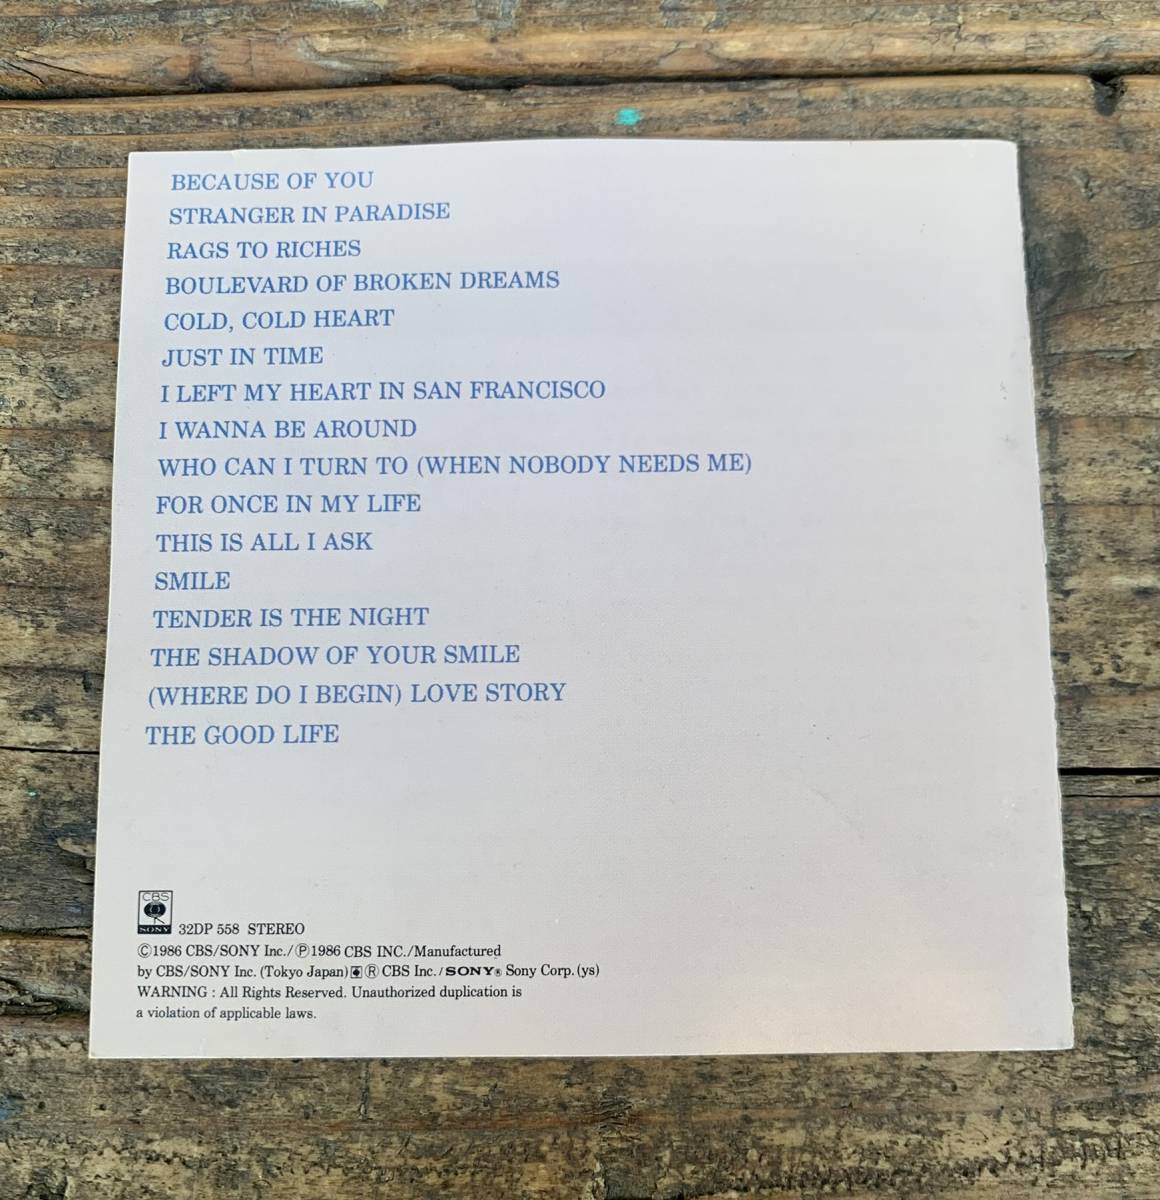 BECAUSE OF YOU
STRANGER IN PARADISE
RAGS TO RICHES
BOULEVARD OF BROKEN DREAMS
COLD, COLD HEART
JUST IN TIME
I LEFT MY HEART IN SAN FRANCISCO
I WANNA BE AROUND
WHO CAN I TURN TO (WHEN NOBODY NEEDS ME)
FOR ONCE IN MY LIFE
THIS IS ALL I ASK
SMILE
TENDER IS THE NIGHT
THE SHADOW OF YOUR SMILE
(WHERE DO I BEGIN) LOVE STORY
THE GOOD LIFE
CBS
SONY
32DP 558 STEREO
©1986 CBS/SONY Inc./Ⓟ1986 CBS INC./Manufactured
by CBS/SONY Inc. (Tokyo Japan) Ⓡ CBS Inc./SONY® Sony Corp. (ys)
WARNING : All Rights Reserved. Unauthorized duplication is
a violation of applicable laws.